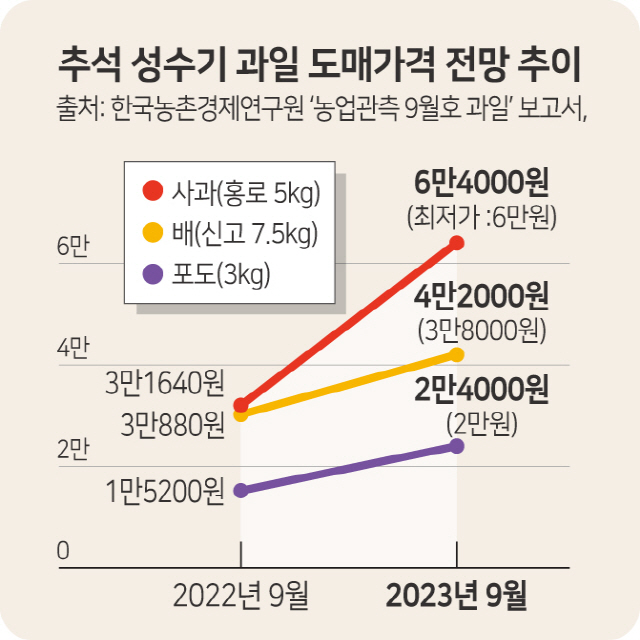 추석 성수기 과일 도매가격 전망 추이
출처: 한국농촌경제연구원 ‘농업관측 9월호 과일’ 보고서,
사과(홍로 5kg)
배(신고 7.5kg)
포도(3kg)
6만4000원
(최저가 :6만원)
6만
4만2000원
(3만8000원)
4만
3만1640원
2만4000원
(2만원)
3만880원
2만
1만5200원
0
2022년 9월
2023년 9월